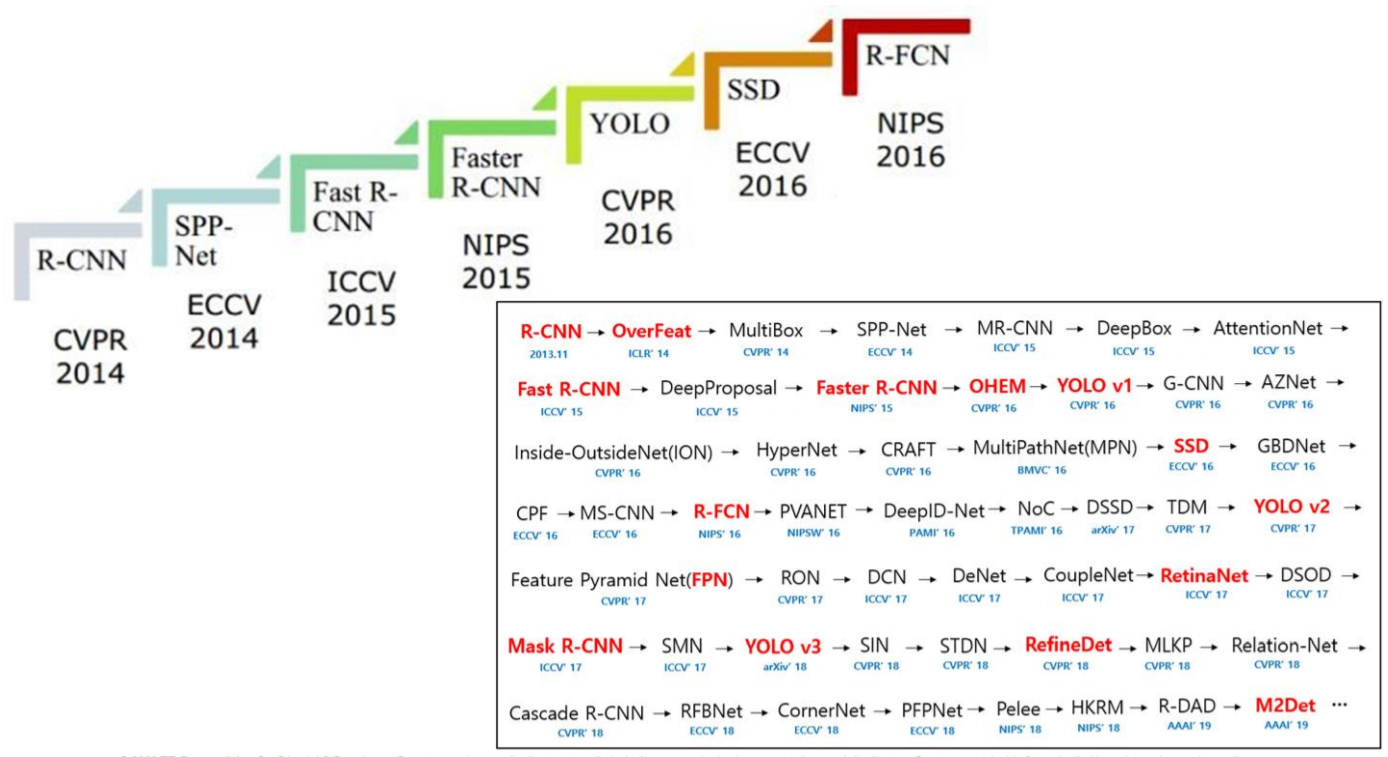 R-CNN
CVPR
2014
SPP-
Net
ECCV
2014
Fast R-
CNN
ICCV
2015
Faster
R-CNN
NIPS
2015
YOLO
CVPR
2016
SSD
ECCV
2016
R-FCN
NIPS
2016
R-CNN → OverFeat → MultiBox → SPP-Net → MR-CNN → DeepBox → AttentionNet →
2013.11 ICLR' 14 CVPR' 14 ECCV' 14 ICCV' 15 ICCV' 15 ICCV' 15
Fast R-CNN → DeepProposal → Faster R-CNN → OHEM → YOLO v1 → G-CNN → AZNet →
ICCV' 15 ICCV' 15 NIPS' 15 CVPR' 16 CVPR' 16 CVPR' 16 CVPR' 16
Inside-OutsideNet(ION) → HyperNet → CRAFT → MultiPathNet(MPN) → SSD → GBDNet →
CVPR' 16 CVPR' 16 CVPR' 16 BMVC' 16 ECCV' 16 ECCV' 16
CPF → MS-CNN → R-FCN → PVANET → DeepID-Net → NoC → DSSD → TDM → YOLO v2 →
ECCV' 16 ECCV' 16 NIPS' 16 NIPSW' 16 PAMI' 16 TPAMI' 16 arXiv' 17 CVPR' 17 CVPR' 17
Feature Pyramid Net(FPN) → RON → DCN → DeNet → CoupleNet → RetinaNet → DSOD →
CVPR' 17 CVPR' 17 ICCV' 17 ICCV' 17 ICCV' 17 ICCV' 17 ICCV' 17
Mask R-CNN → SMN → YOLO v3 → SIN → STDN → RefineDet → MLKP → Relation-Net →
ICCV' 17 ICCV' 17 arXiv' 18 CVPR' 18 CVPR' 18 CVPR' 18 CVPR' 18 CVPR' 18
Cascade R-CNN → RFBNet → CornerNet → PFPNet → Pelee → HKRM → R-DAD → M2Det ···
CVPR' 18 ECCV' 18 ECCV' 18 ECCV' 18 NIPS' 18 NIPS' 18 AAAI' 19 AAAI' 19